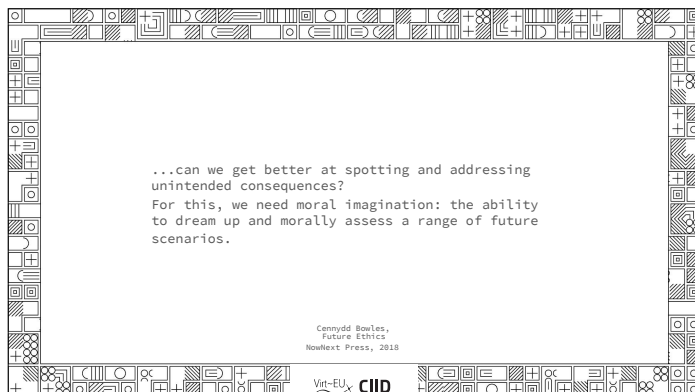 ...can we get better at spotting and addressing
unintended consequences?
For this, we need moral imagination: the ability
to dream up and morally assess a range of future
scenarios.
Cennydd Bowles,
Future Ethics
NowNext Press, 2018
Virt~EU
CIID